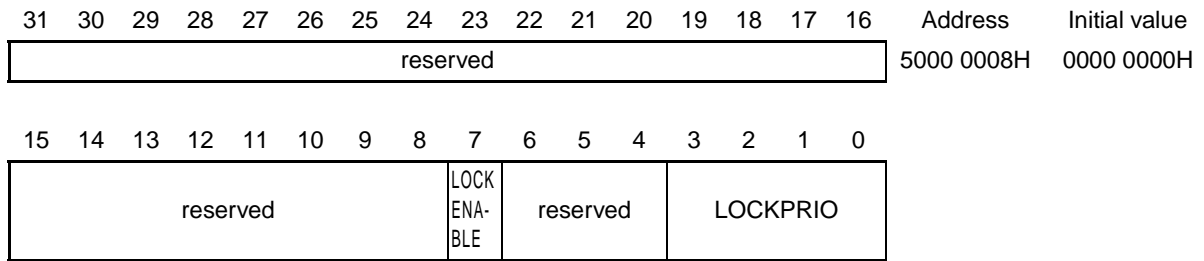 31 30 29 28 27 26 25 24 23 22 21 20 19 18 17 16 Address Initial value
reserved 5000 0008H 0000 0000H
15 14 13 12 11 10 9 8 7 6 5 4 3 2 1 0
reserved LOCK ENA- BLE reserved LOCKPRIO